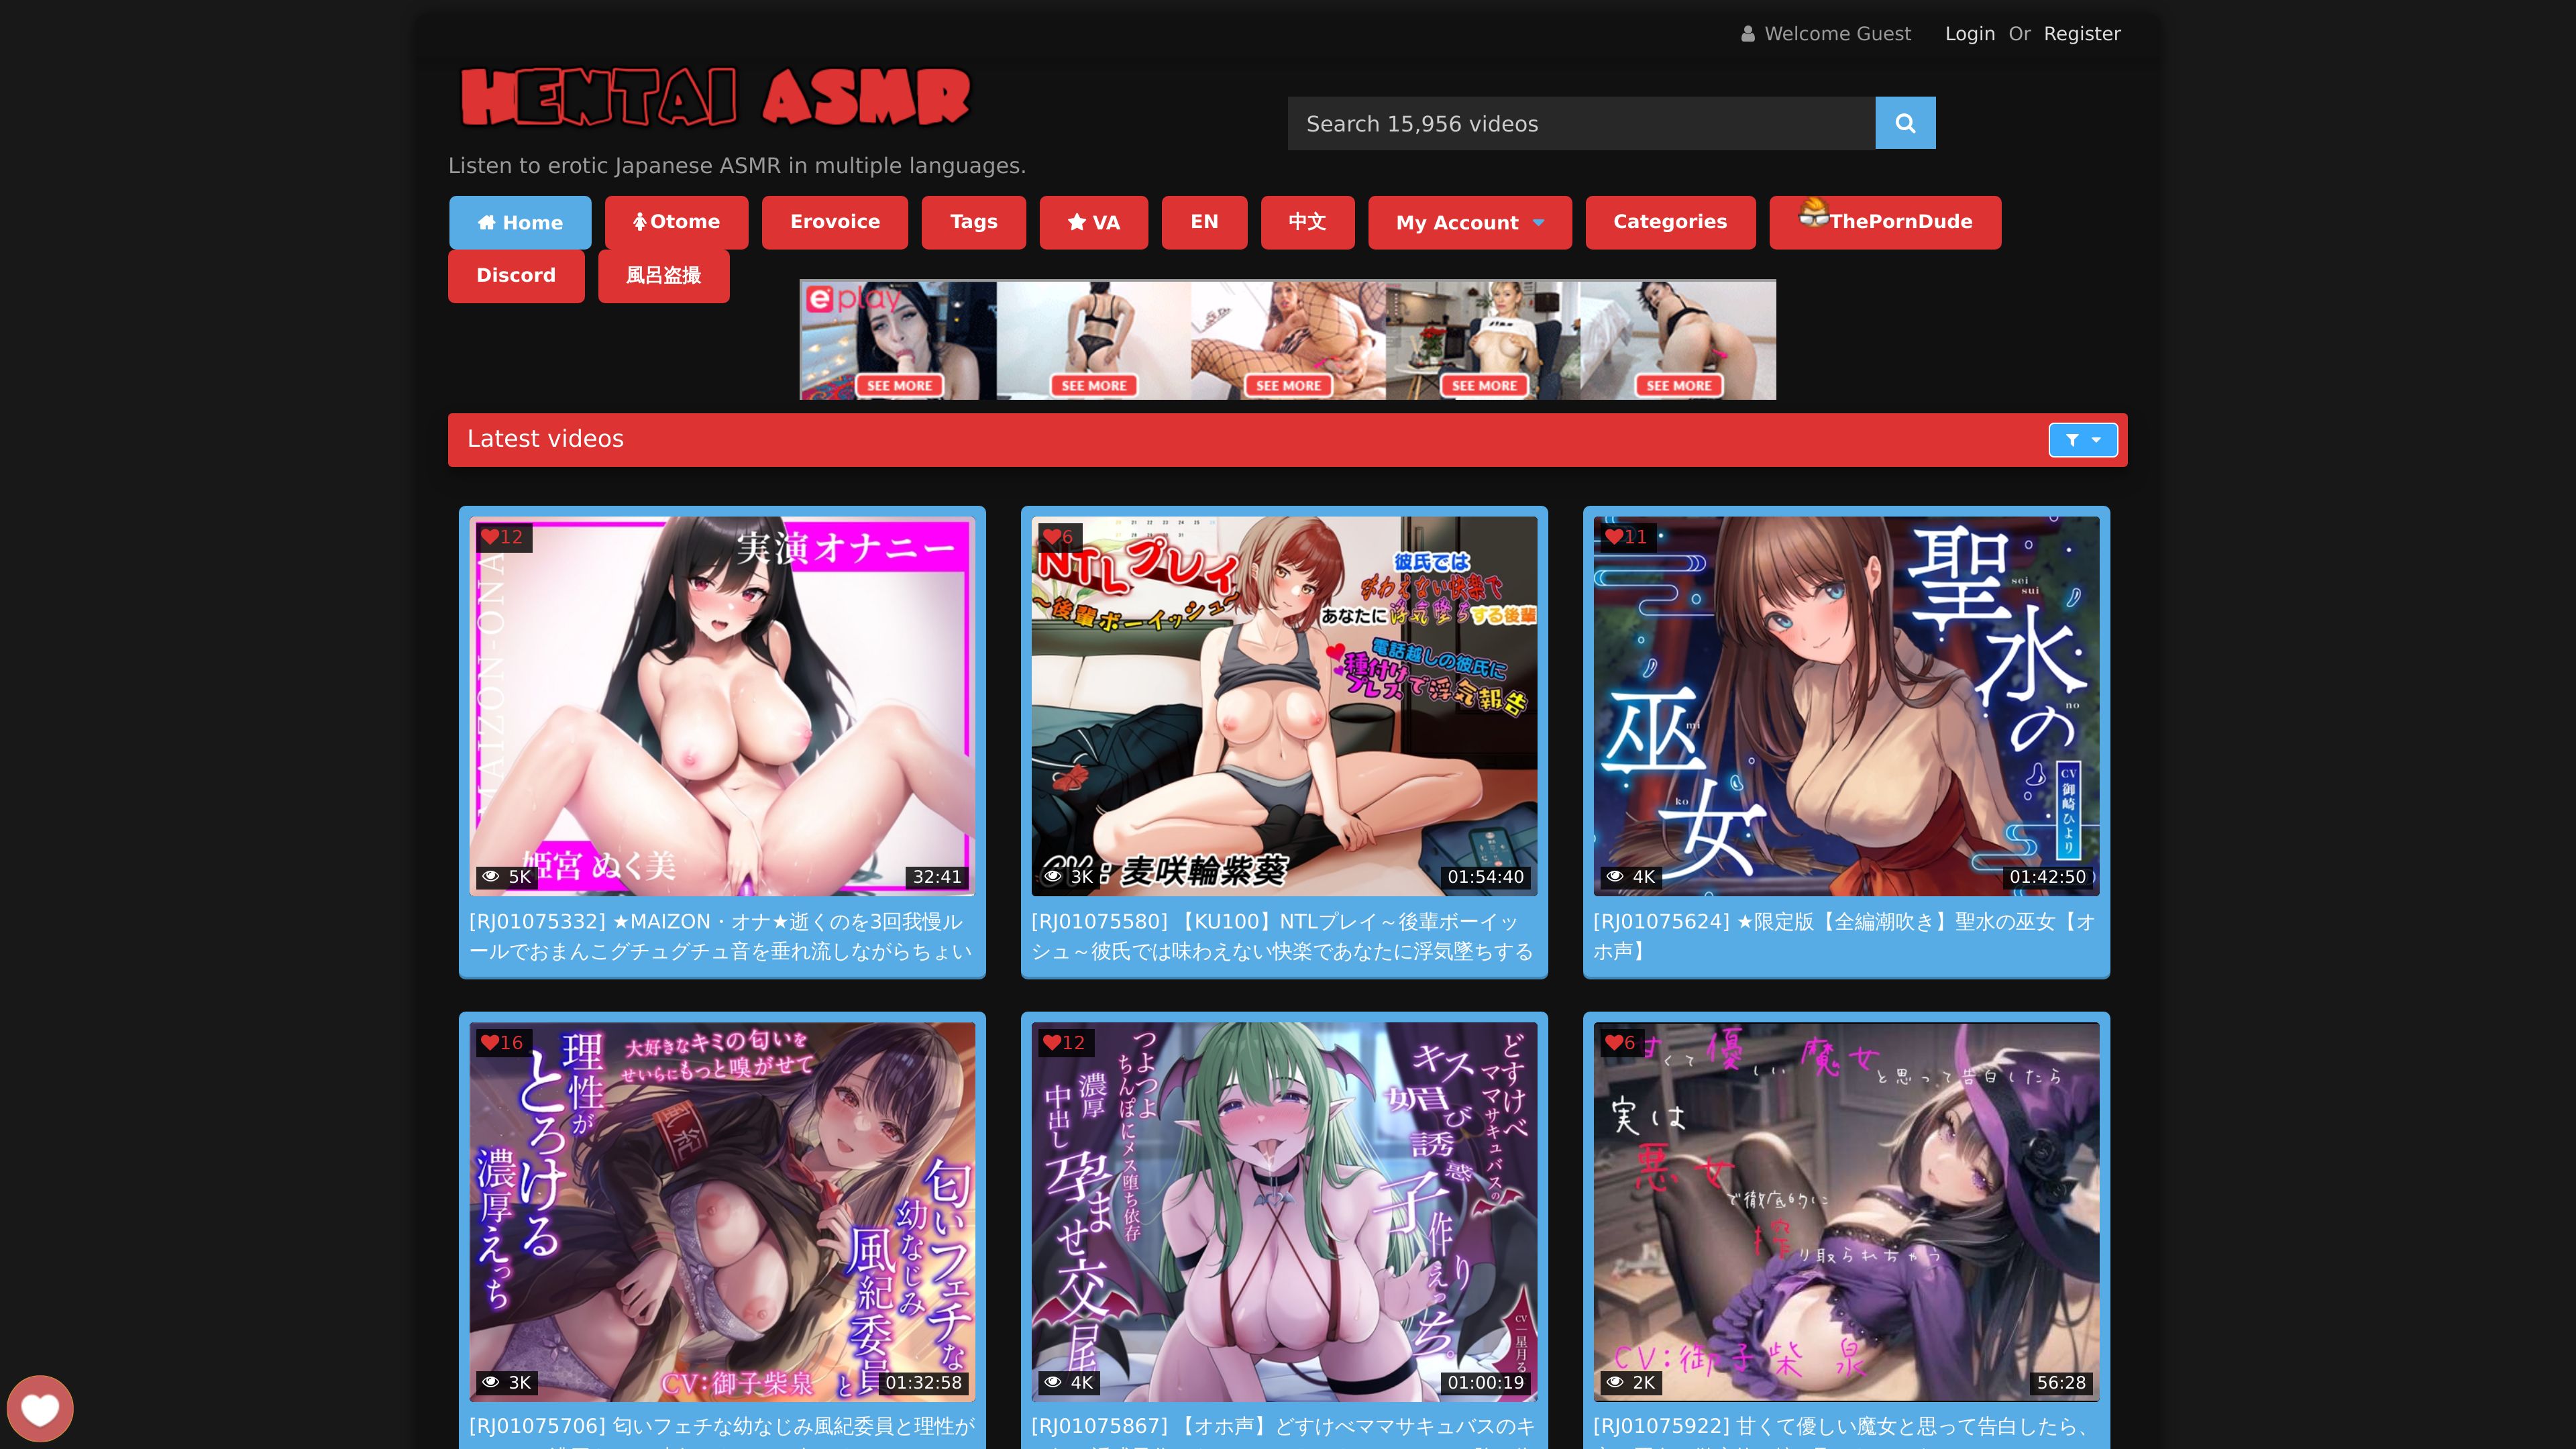 Welcome Guest Login Or Register
HENTAI ASMR
Search 15,956 videos
Listen to erotic Japanese ASMR in multiple languages.
Home Otome Erovoice Tags VA EN 中文 My Account Categories ThePornDude
Discord 風呂盗撮
eplay
SEE MORE SEE MORE SEE MORE SEE MORE SEE MORE
Latest videos
12
実演オナニー
MAIZON-ONA
姫宮 ぬく美
5K
32:41
[RJ01075332] ★MAIZON・オナ★逝くのを3回我慢ル
ールでおまんこグチュグチュ音を垂れ流しながらちょい
6
NTLプレイ
～後輩ボーイッシュ～
彼氏では
味わえない快楽で
あなたに浮気墜ちする後輩
電話越しの彼氏に
種付け
プレスで浮気報告
CV：麦咲輪紫葵
3K
01:54:40
[RJ01075580] 【KU100】NTLプレイ～後輩ボーイッ
シュ～彼氏では味わえない快楽であなたに浮気墜ちする
11
聖水の
sei
sui
no
巫女
mi
ko
CV御崎ひより
4K
01:42:50
[RJ01075624] ★限定版【全編潮吹き】聖水の巫女【オ
ホ声】
16
大好きなキミの匂いを
せいらにもっと嗅がせて
理性が
とろける
濃厚えっち
匂いフェチな
幼なじみ
風紀委員と
風紀
CV:御子柴泉
3K
01:32:58
[RJ01075706] 匂いフェチな幼なじみ風紀委員と理性が
12
どすけべ
ママサキュバスの
キス媚び誘惑
子作りえっち。
つよつよ
ちんぽにメス堕ち依存
濃厚
中出し
孕ませ交尾
CV｜星月る
4K
01:00:19
[RJ01075867] 【オホ声】どすけべママサキュバスのキ
6
甘くて優しい魔女と思って告白したら
実は
悪女で徹底的に
搾り取られちゃう
CV:御子柴 泉
2K
56:28
[RJ01075922] 甘くて優しい魔女と思って告白したら、